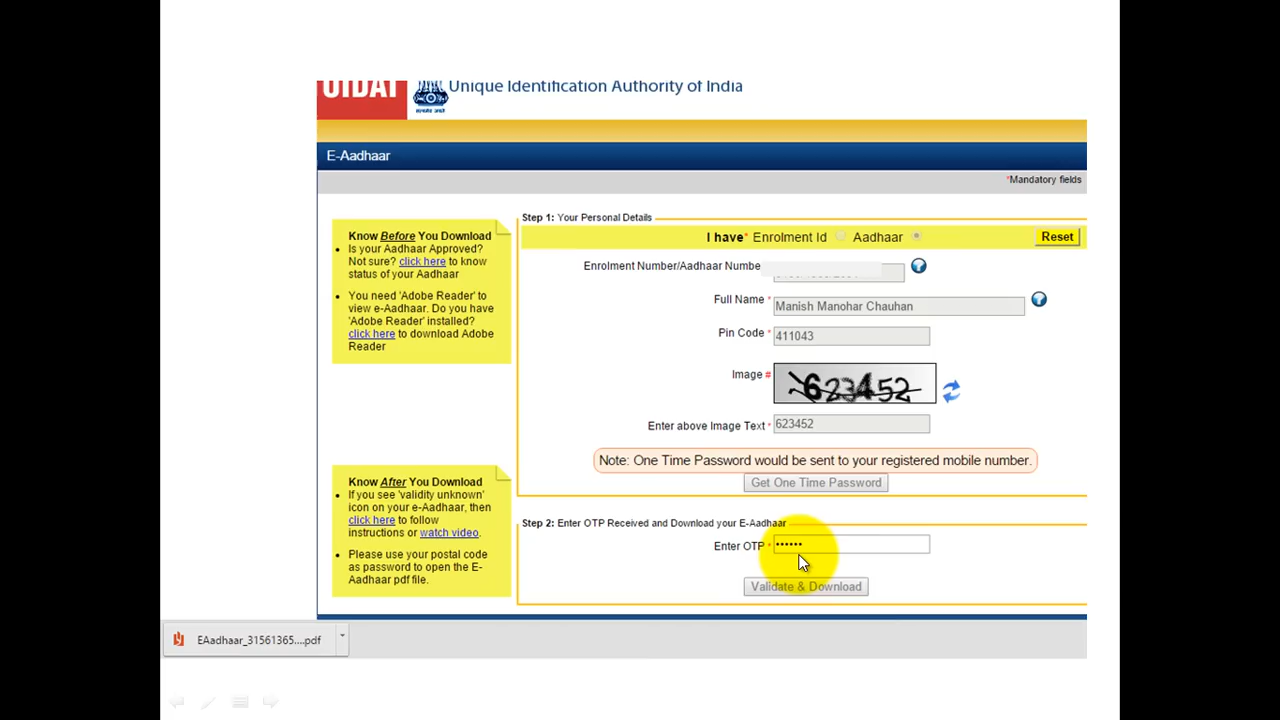 UIDAI
Unique Identification Authority of India
E-Aadhaar
*Mandatory fields
Know Before You Download
Is your Aadhaar Approved?
Not sure? click here to know
status of your Aadhaar
You need 'Adobe Reader' to
view e-Aadhaar. Do you have
'Adobe Reader' installed?
click here to download Adobe
Reader
Know After You Download
If you see 'validity unknown'
icon on your e-Aadhaar, then
click here to follow
instructions or watch video.
Please use your postal code
as password to open the E-
Aadhaar pdf file.
Step 1: Your Personal Details
I have* Enrolment Id Aadhaar Reset
Enrolment Number/Aadhaar Numbe
Full Name * Manish Manohar Chauhan
Pin Code * 411043
Image # 623452
Enter above Image Text * 623452
Note: One Time Password would be sent to your registered mobile number.
Get One Time Password
Step 2: Enter OTP Received and Download your E-Aadhaar
Enter OTP * ••••••
Validate & Download
EAadhaar_31561365....pdf